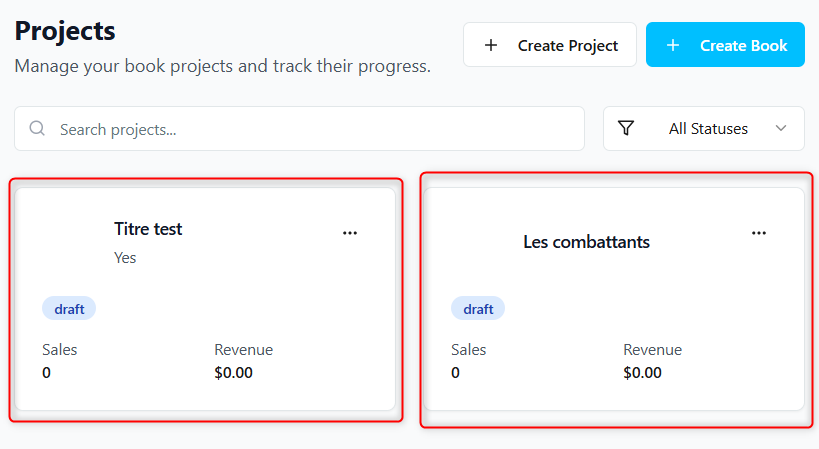 Projects
Manage your book projects and track their progress.
Create Project
Create Book
Search projects...
All Statuses
Titre test
Yes
draft
Sales
Revenue
0
$0.00
Les combattants
draft
Sales
Revenue
0
$0.00